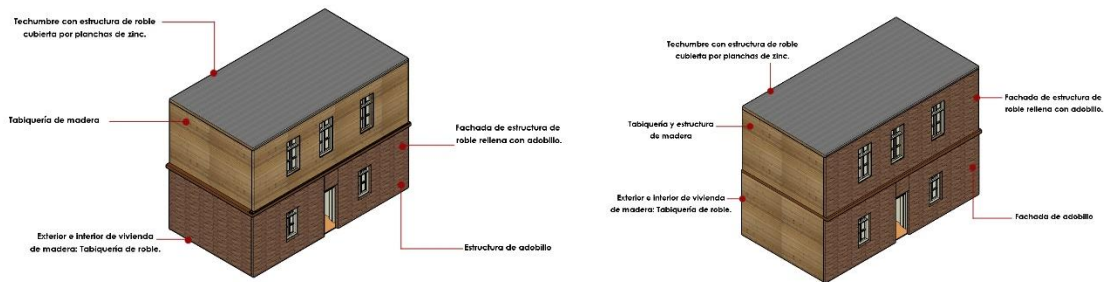 Techumbre con estructura de roble
cubierta por planchas de zinc.
Tabiquería de madera
Fachada de estructura de
roble rellena con adobillo.
Exterior e interior de vivienda
de madera: Tabiquería de roble.
Estructura de adobillo
Techumbre con estructura de roble
cubierta por planchas de zinc.
Tabiquería y estructura
de madera
Fachada de estructura de
roble rellena con adobillo.
Exterior e interior de vivienda
de madera: Tabiquería de roble.
Fachada de adobillo